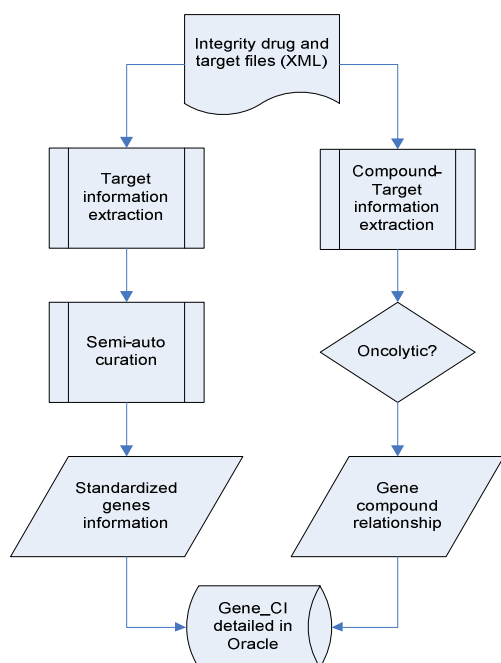 Integrity drug and
target files (XML)
Target
information
extraction
Compound-
Target
information
extraction
Semi-auto
curation
Oncolytic?
Standardized
genes
information
Gene
compound
relationship
Gene_CI
detailed in
Oracle